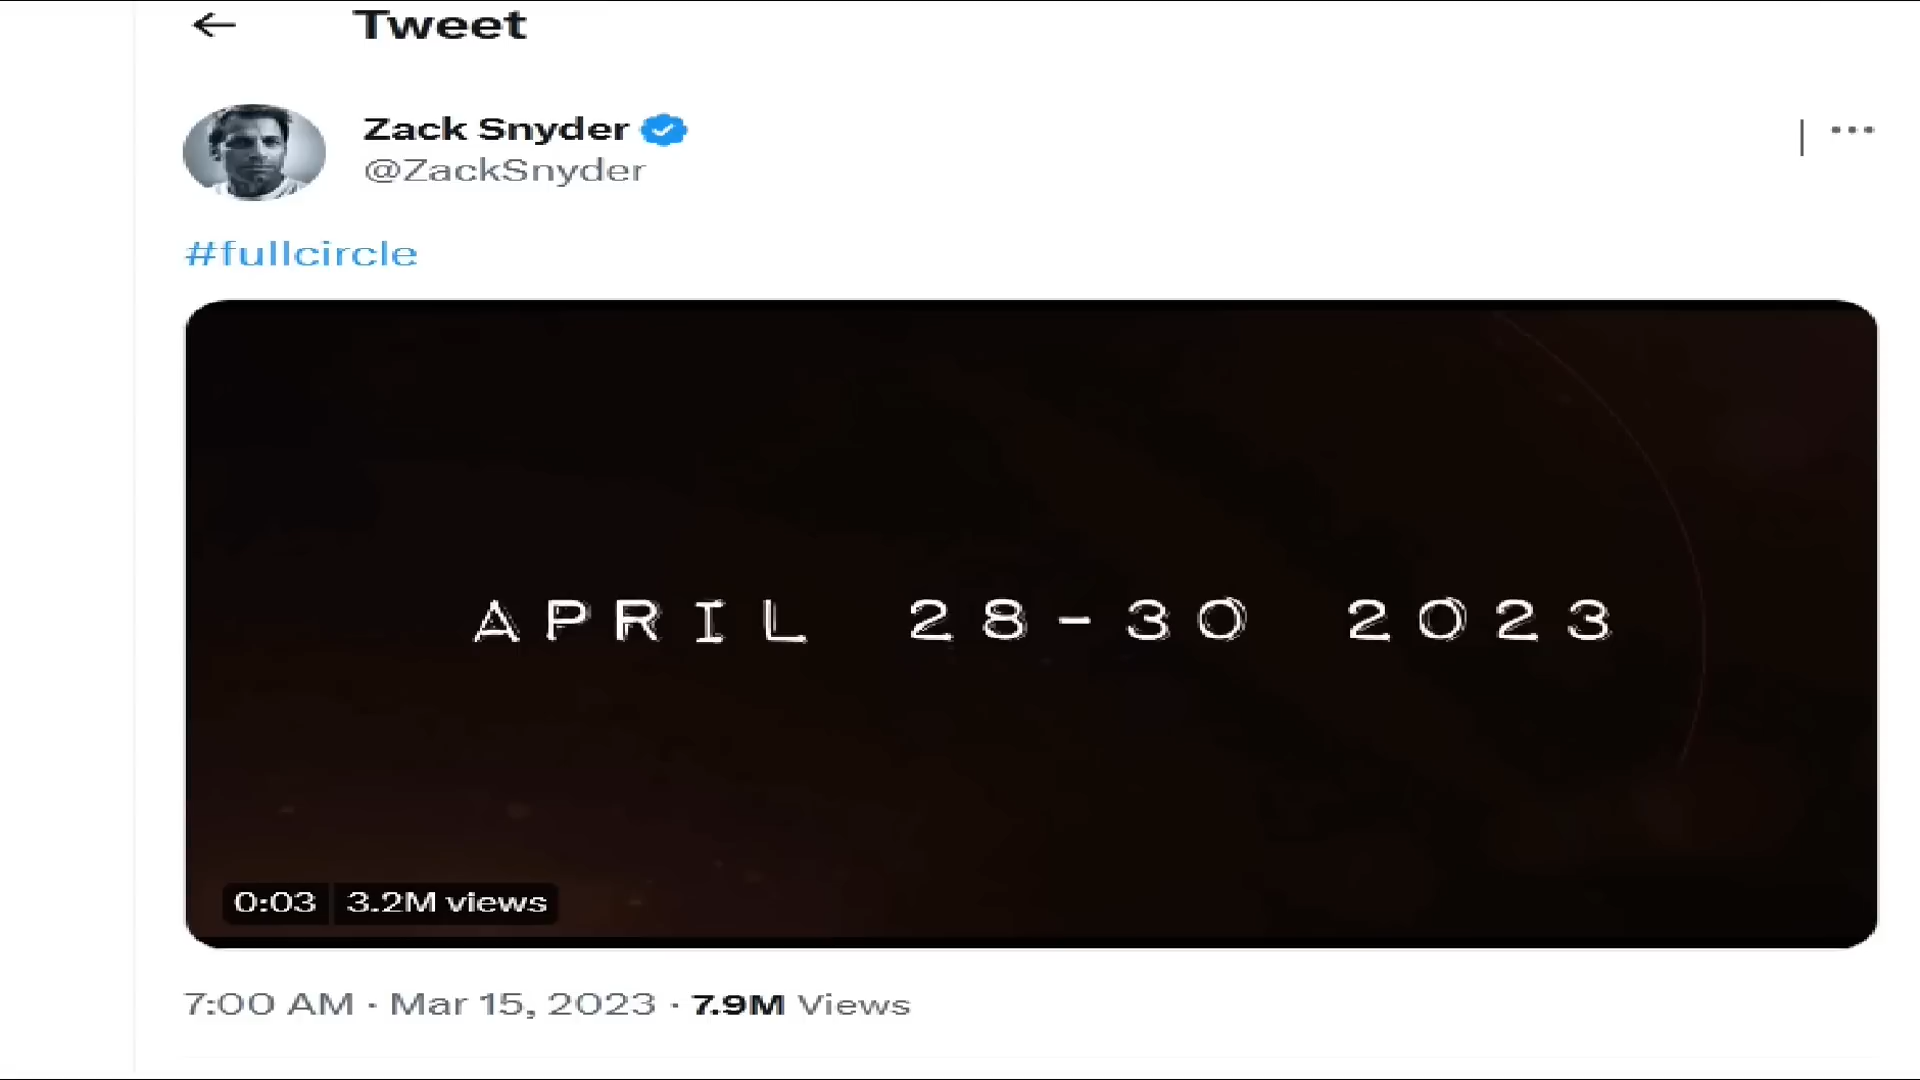 Tweet
Zack Snyder
@ZackSnyder
#fullcircle
APRIL 28-30 2023
0:03 3.2M views
7:00 AM · Mar 15, 2023 · 7.9M Views